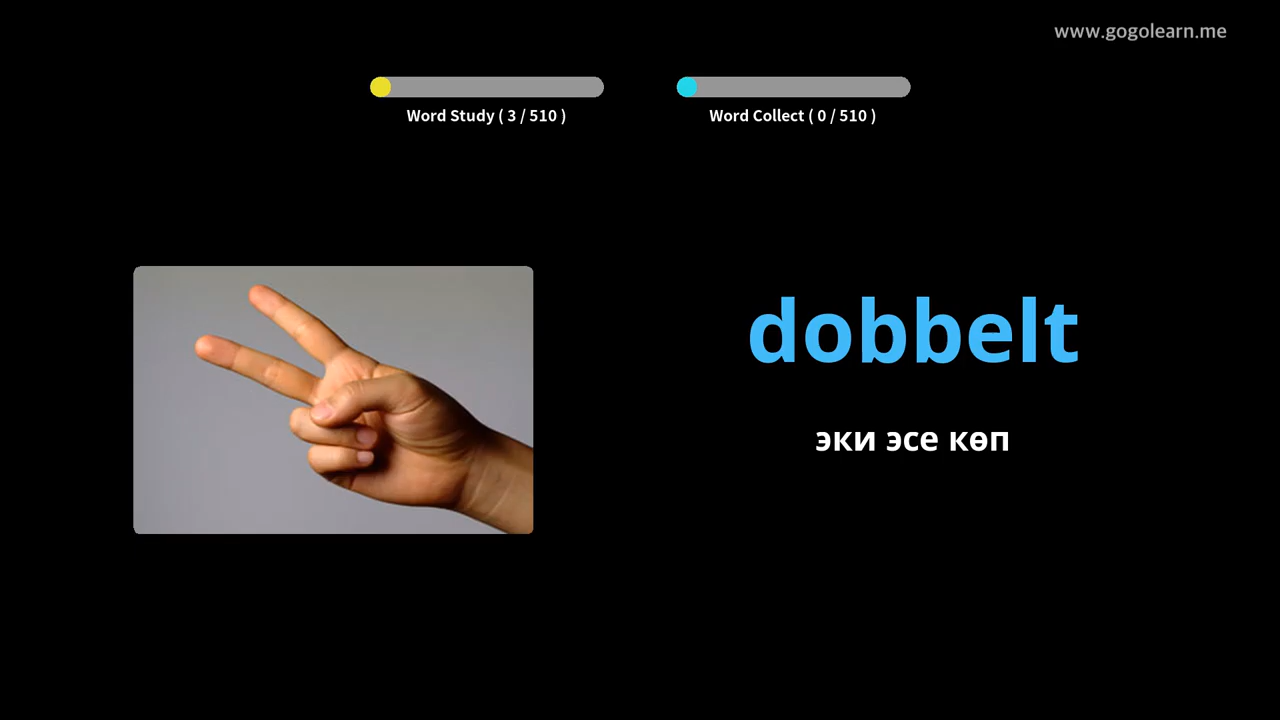 www.gogolearn.me
Word Study ( 3 / 510 )
Word Collect ( 0 / 510 )
dobbelt
эки эсе көп